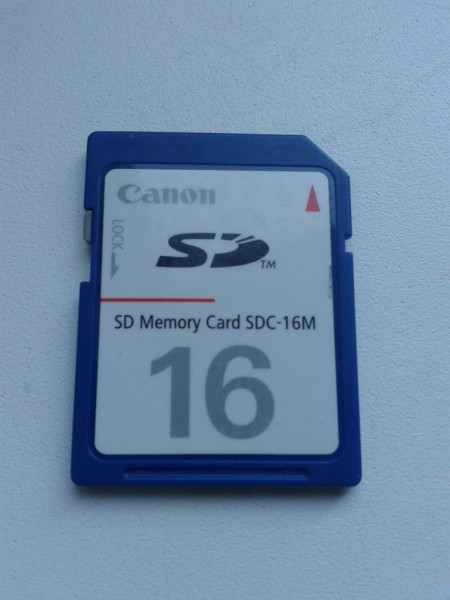 Canon
LOCK
SD™
SD Memory Card SDC-16M
16